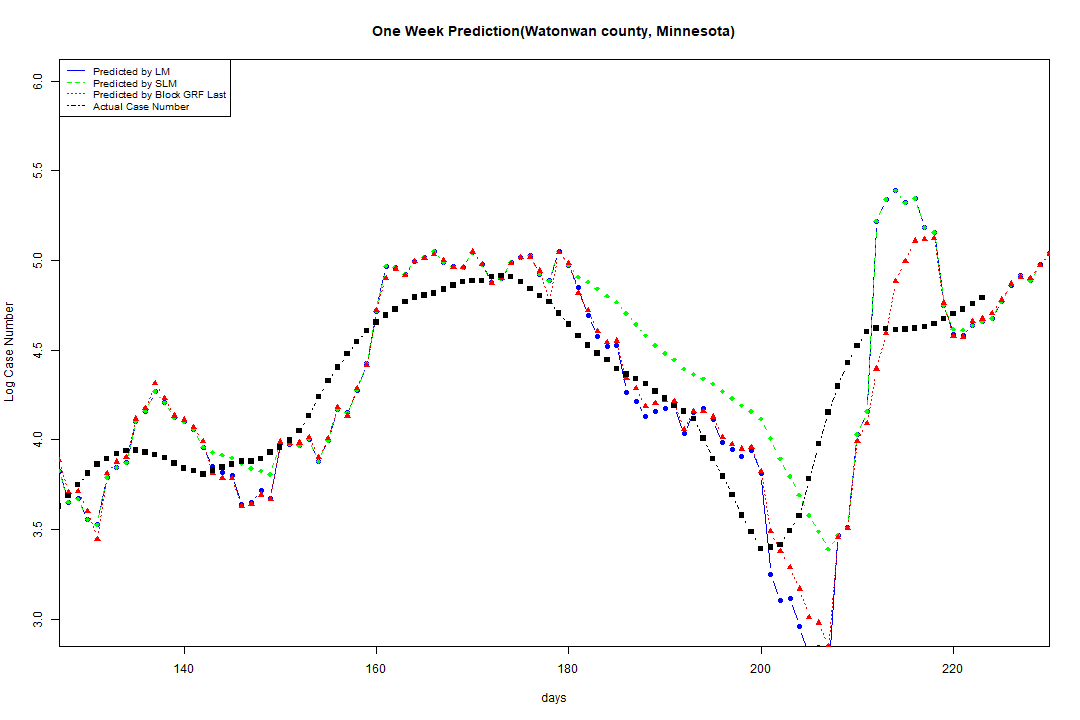 One Week Prediction(Watonwan county, Minnesota)
Predicted by LM
Predicted by SLM
Predicted by Block GRF Last
Actual Case Number
6.0
5.5
5.0
4.5
4.0
3.5
3.0
Log Case Number
140 160 180 200 220
days